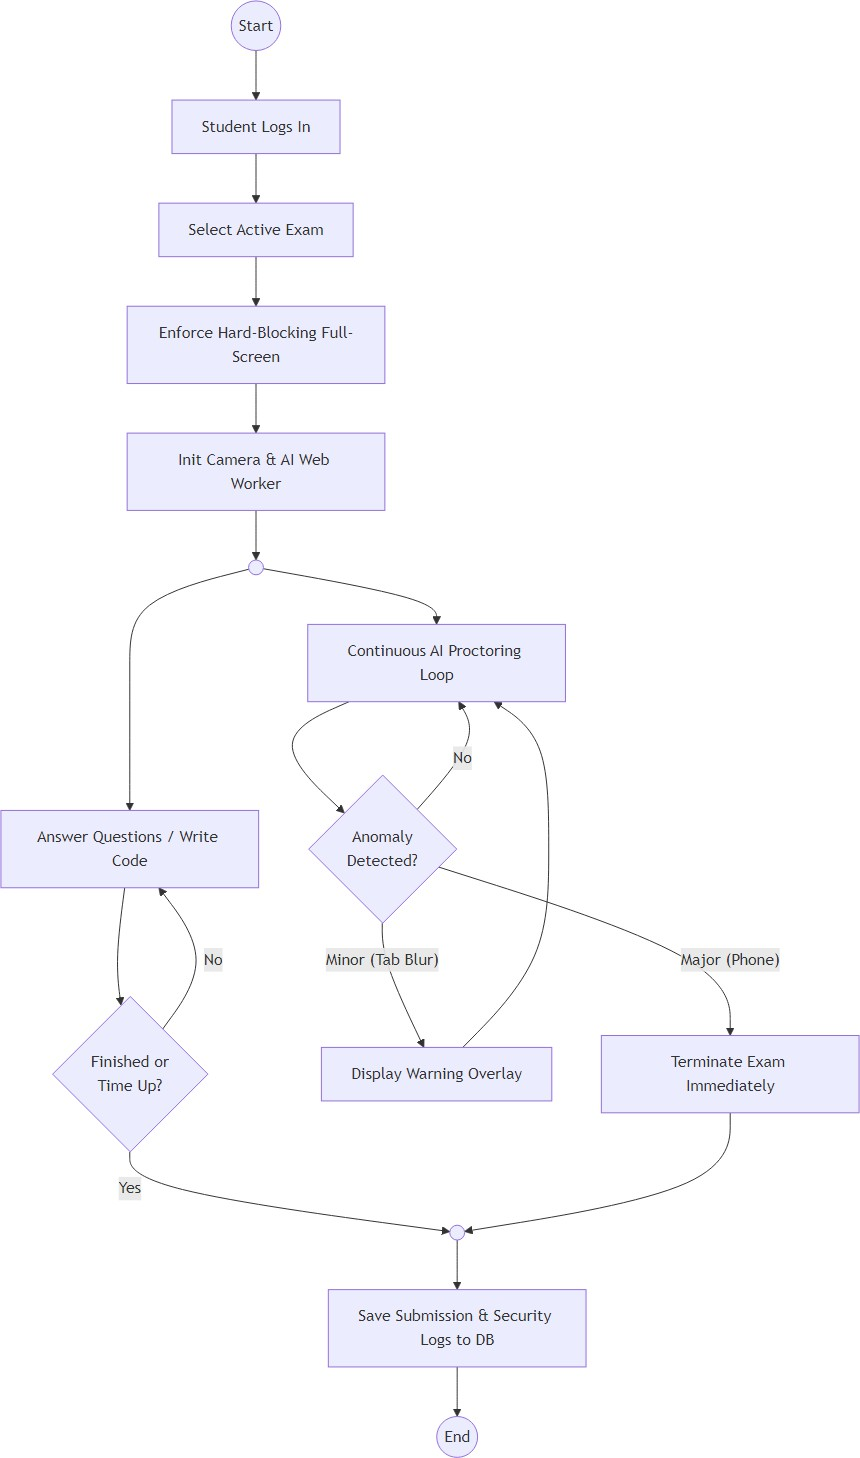 Start
Student Logs In
Select Active Exam
Enforce Hard-Blocking Full-
Screen
Init Camera & AI Web
Worker
Continuous AI Proctoring
Loop
No
Answer Questions / Write
Code
Anomaly
Detected?
No
Minor (Tab Blur)
Major (Phone)
Finished or
Time Up?
Display Warning Overlay
Terminate Exam
Immediately
Yes
Save Submission & Security
Logs to DB
End